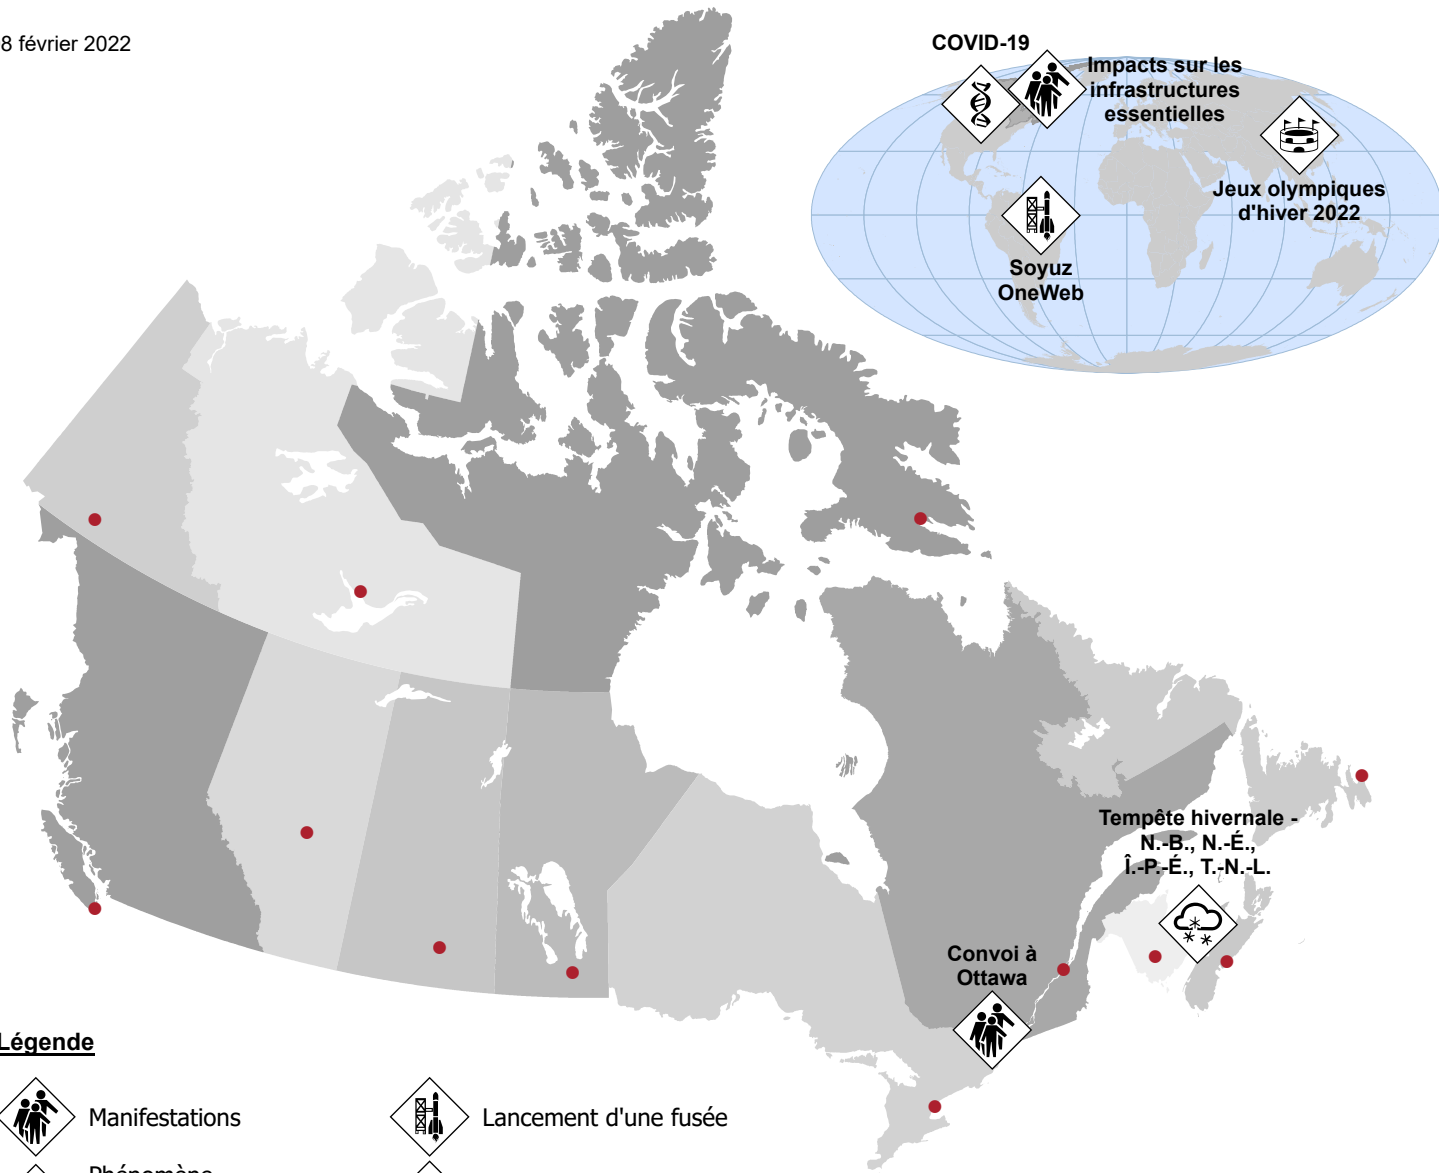 8 février 2022
COVID-19
Impacts sur les
infrastructures
essentielles
Jeux olympiques
d'hiver 2022
Soyuz
OneWeb
Tempête hivernale -
N.-B., N.-É.,
Î.-P.-É., T.-N.-L.
Convoi à
Ottawa
Légende
Manifestations
Lancement d'une fusée
Phénomène